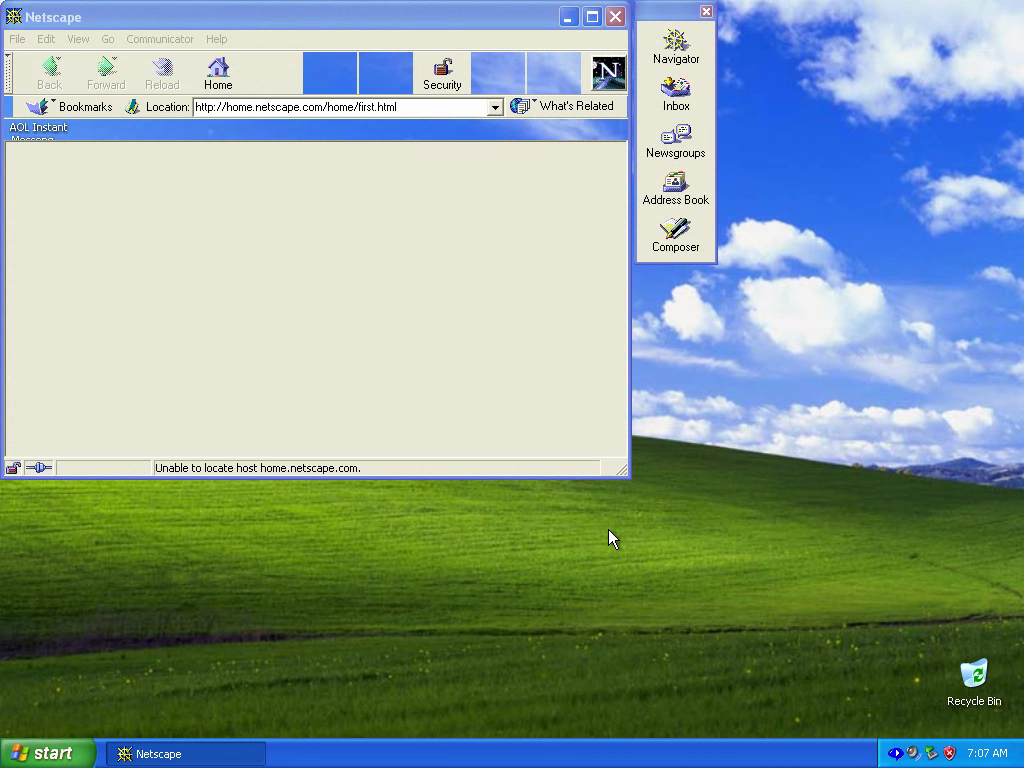 Netscape
File Edit View Go Communicator Help
Back Forward Reload Home Security
N
Bookmarks Location: http://home.netscape.com/home/first.html What's Related
AOL Instant
Unable to locate host home.netscape.com.
Navigator
Inbox
Newsgroups
Address Book
Composer
Recycle Bin
start Netscape 7:07 AM